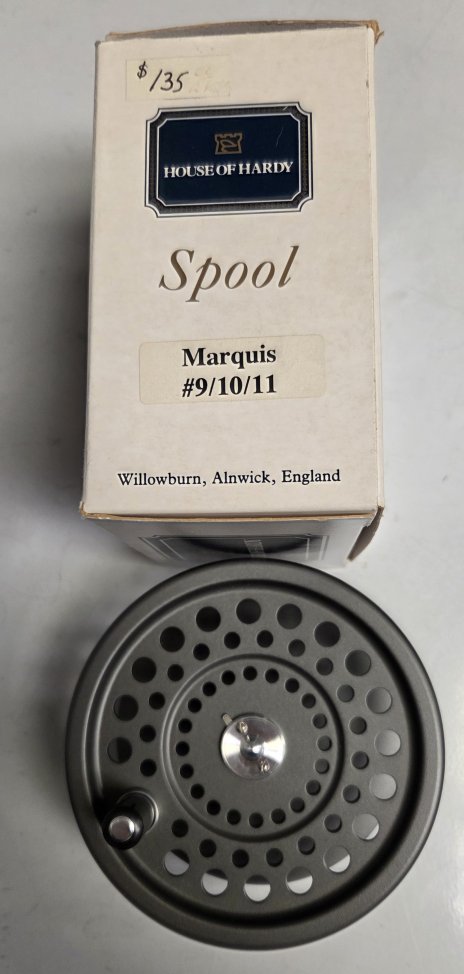 $135
HOUSE OF HARDY
Spool
Marquis
#9/10/11
Willowburn, Alnwick, England